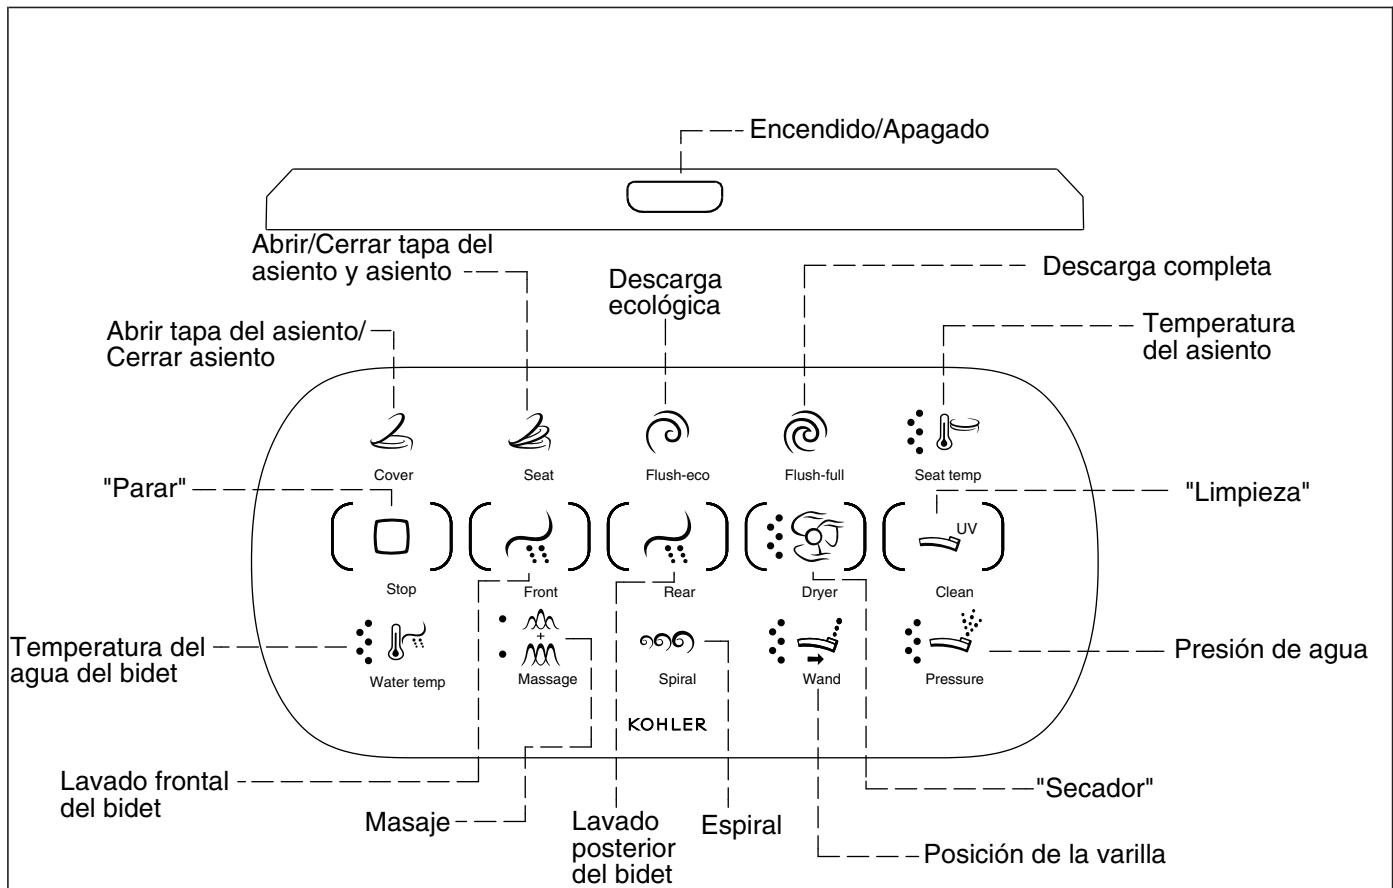 Encendido/Apagado
Abrir/Cerrar tapa del
asiento y asiento
Descarga
ecológica
Descarga completa
Abrir tapa del asiento/
Cerrar asiento
Temperatura
del asiento
Cover
Seat
Flush-eco
Flush-full
Seat temp
"Parar"
"Limpieza"
UV
Stop
Front
Rear
Dryer
Clean
Temperatura del
agua del bidet
+
Presión de agua
Water temp
Massage
Spiral
Wand
Pressure
KOHLER
Lavado frontal
del bidet
"Secador"
Masaje
Lavado
posterior
del bidet
Espiral
Posición de la varilla